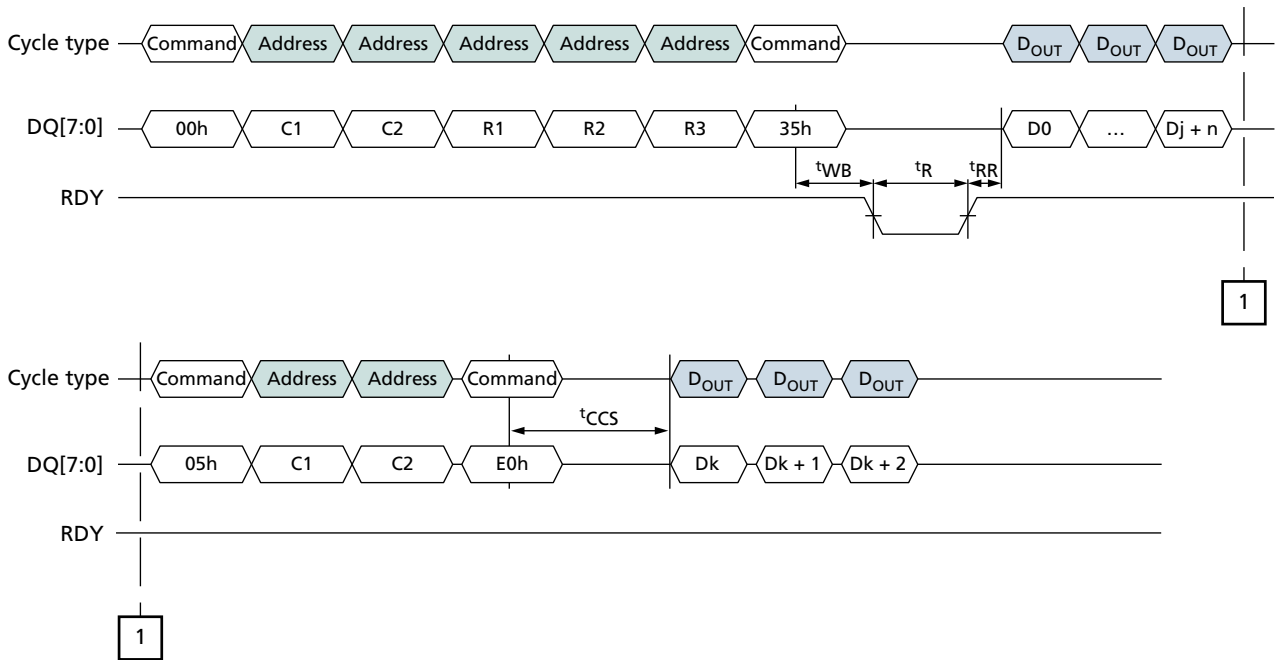 Cycle type Command Address Address Address Address Address Command DOUT DOUT DOUT
DQ[7:0] 00h C1 C2 R1 R2 R3 35h D0 … Dj + n
tWB tR tRR
RDY
1
Cycle type Command Address Address Command DOUT DOUT DOUT
tCCS
DQ[7:0] 05h C1 C2 E0h Dk Dk + 1 Dk + 2
RDY
1